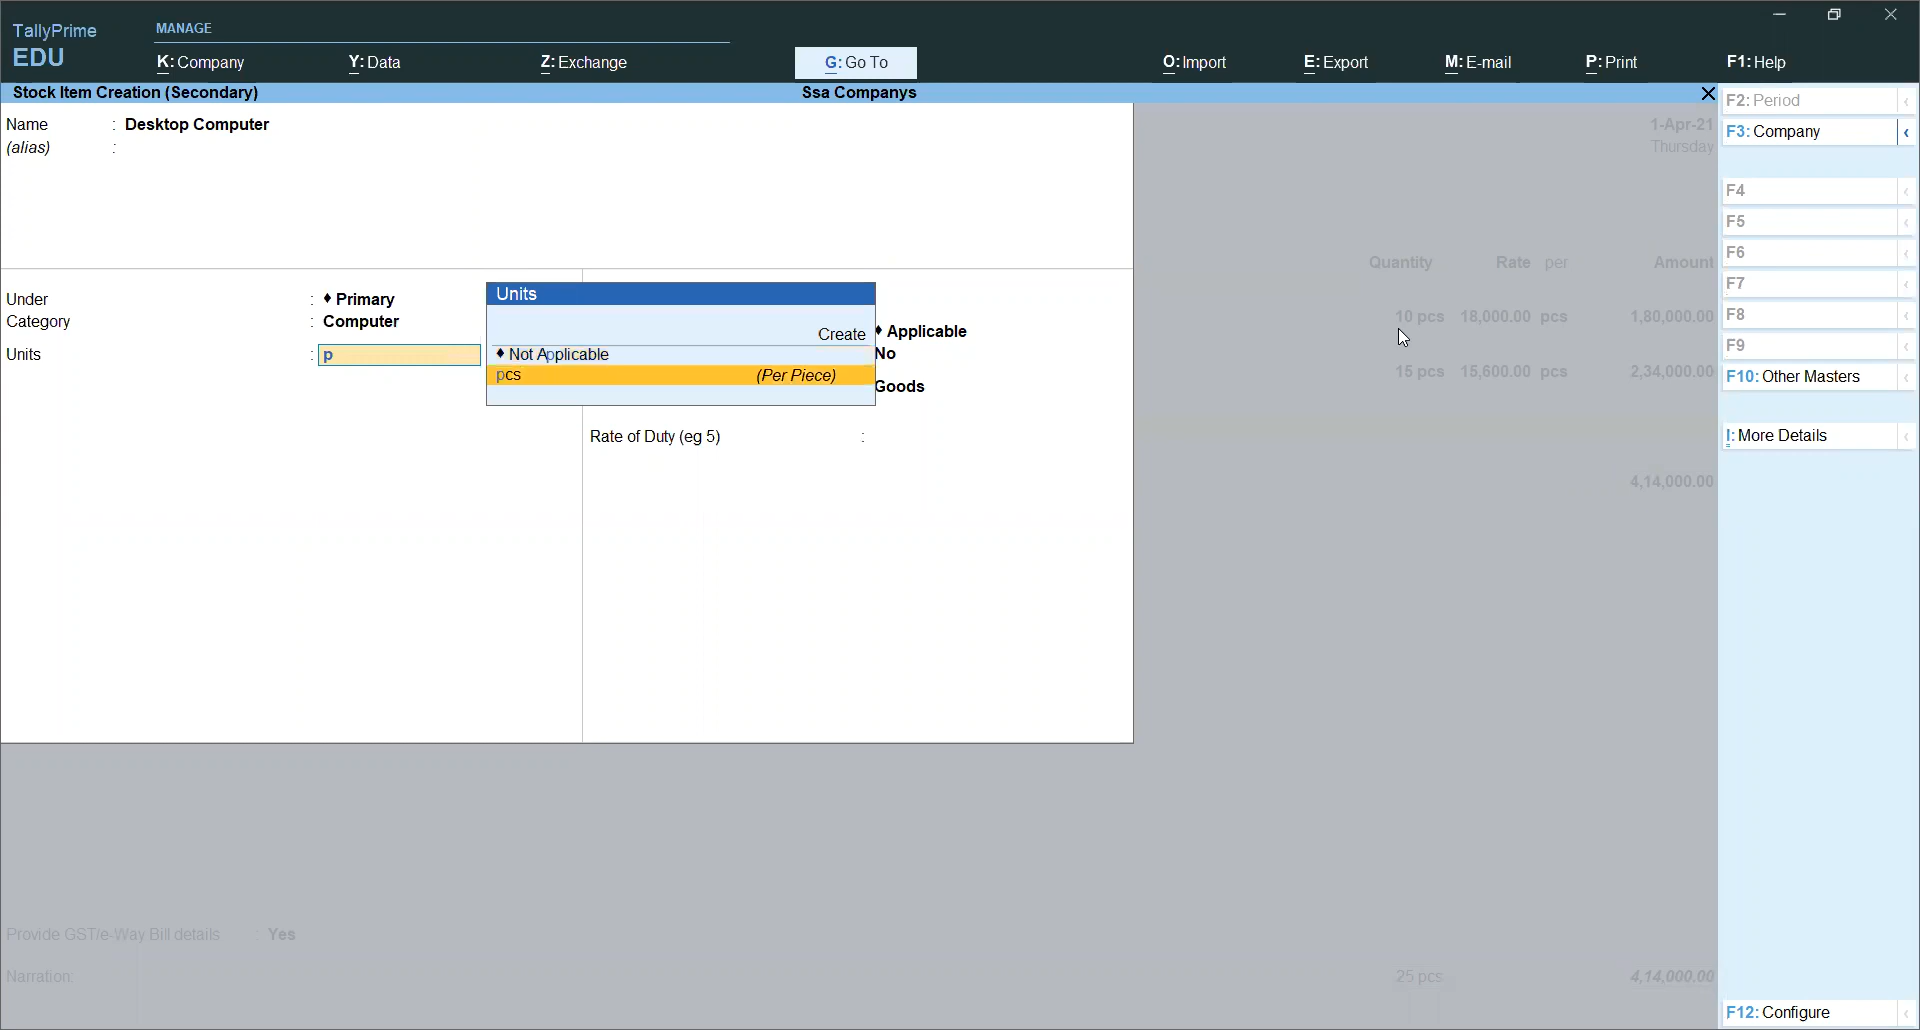 TallyPrime
EDU
MANAGE
K: Company
Y: Data
Z: Exchange
G: Go To
O: Import
E: Export
M: E-mail
P: Print
F1: Help
Stock Item Creation (Secondary)
Ssa Companys
Name : Desktop Computer
(alias) :
1-Apr-21
Thursday
Under : ♦ Primary
Category : Computer
Units : p
Units
Create
♦ Not Applicable
pcs (Per Piece)
♦ Applicable
No
Goods
Rate of Duty (eg 5) :
Quantity Rate per Amount
10 pcs 18,000.00 pcs 1,80,000.00
15 pcs 15,600.00 pcs 2,34,000.00
4,14,000.00
Provide GST/e-Way Bill details : Yes
Narration:
25 pcs 4,14,000.00
F2: Period
F3: Company
F4
F5
F6
F7
F8
F9
F10: Other Masters
I: More Details
F12: Configure